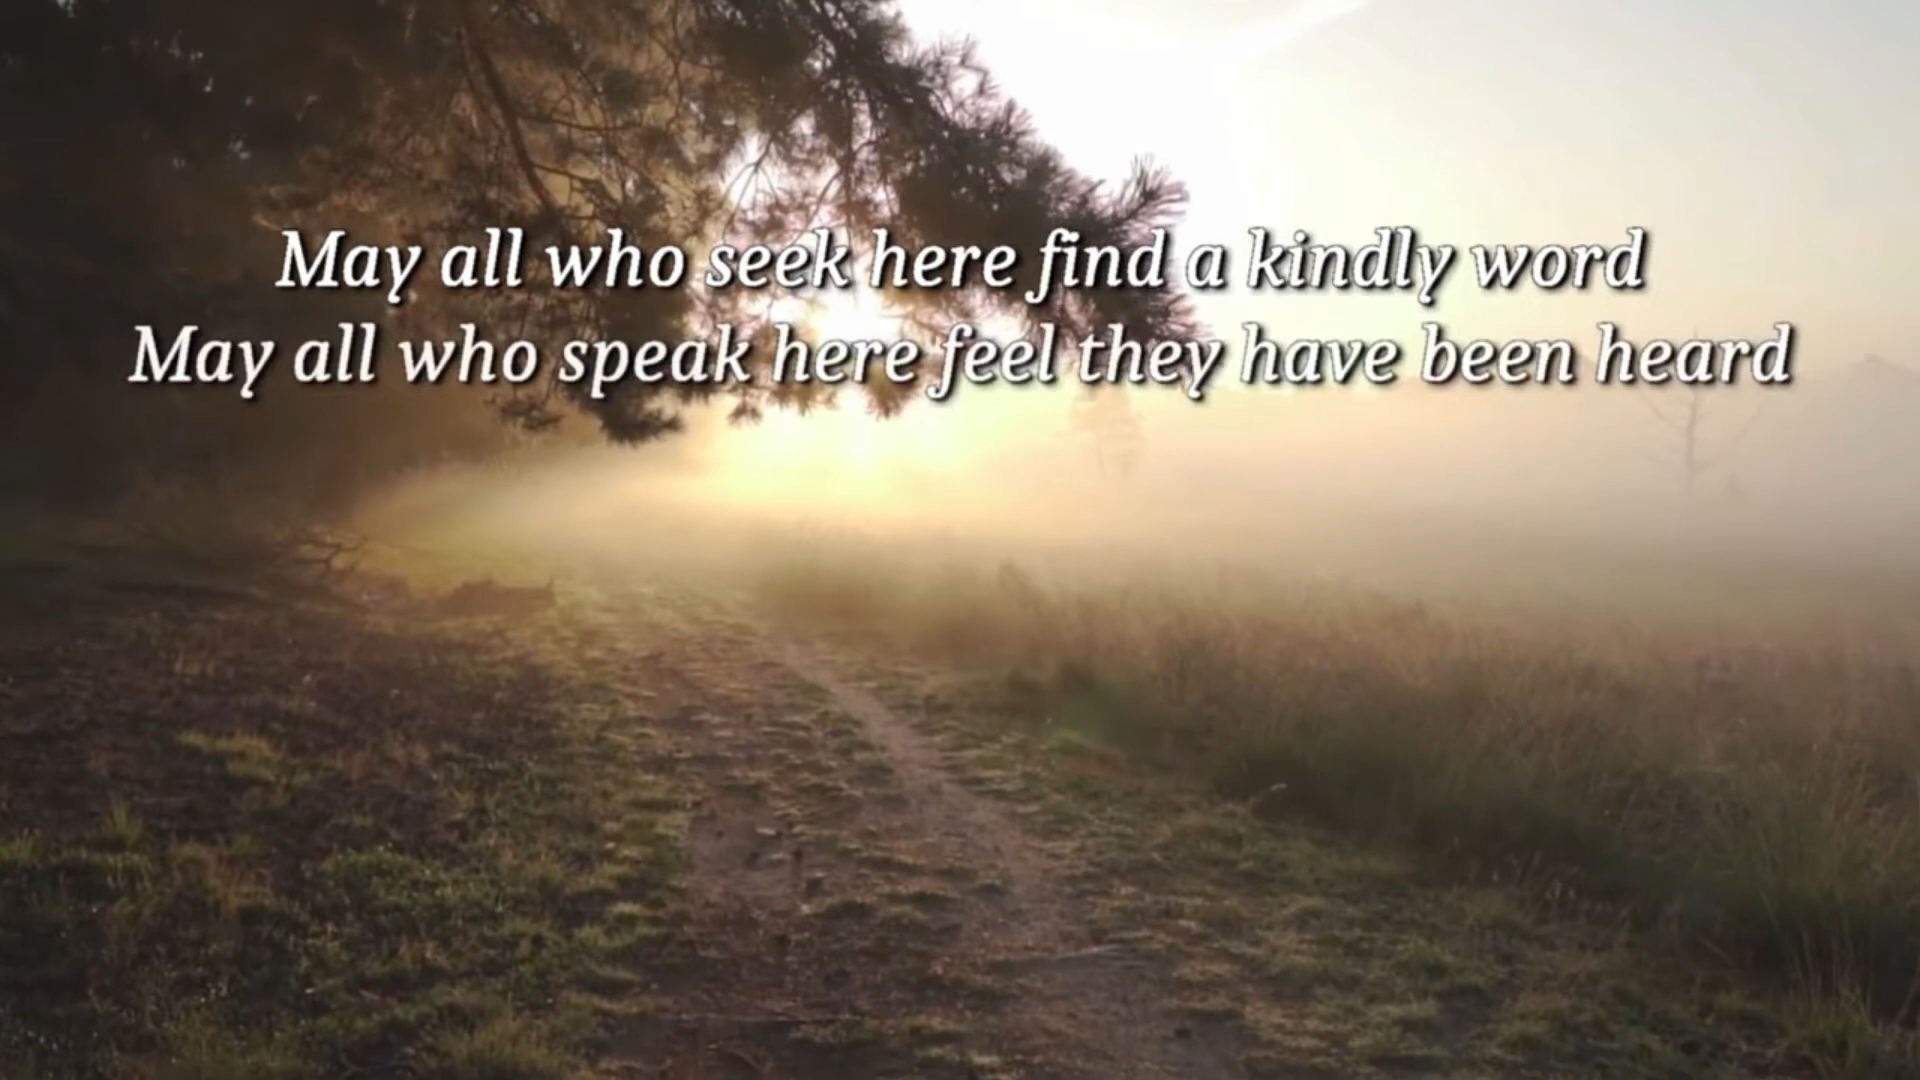 May all who seek here find a kindly word
May all who speak here feel they have been heard